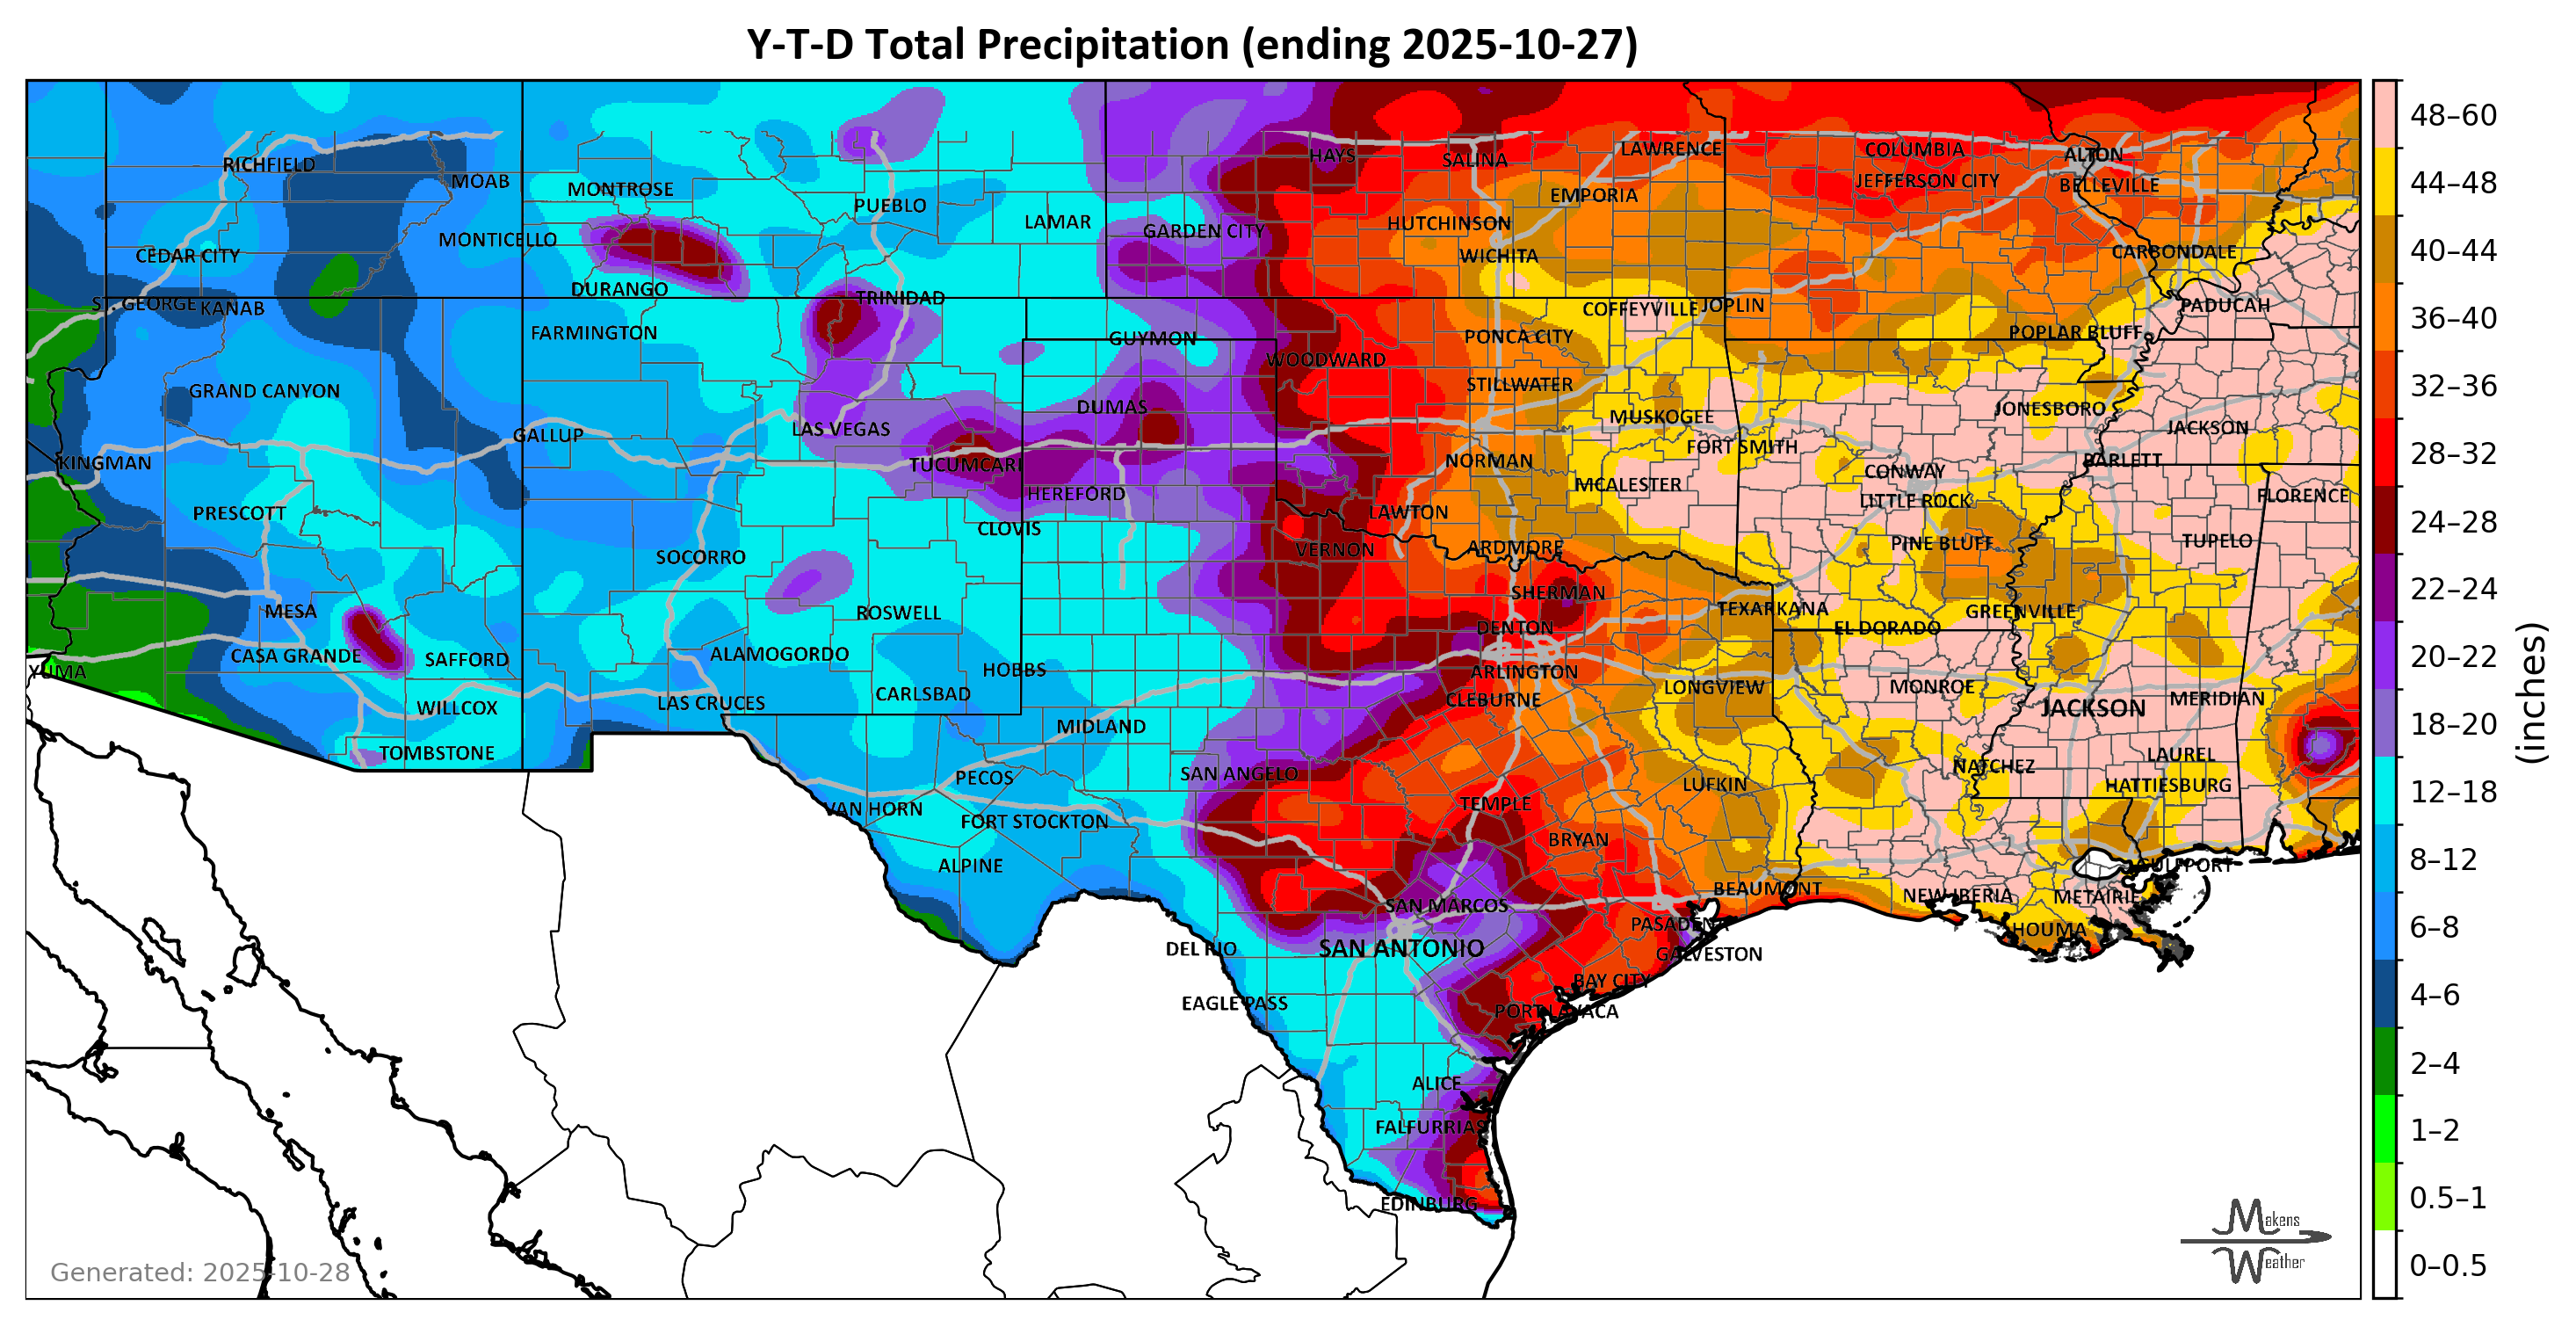 Y-T-D Total Precipitation (ending 2025-10-27)
HAYS
SALINA
LAWRENCE
COLUMBIA
ALTON
RICHFIELD
MOAB
MONTROSE
EMPORIA
JEFFERSON CITY
BELLEVILLE
PUEBLO
LAMAR
GARDEN CITY
HUTCHINSON
MONTICELLO
CEDAR CITY
WICHITA
CARBONDALE
DURANGO
TRINIDAD
ST. GEORGE
KANAB
COFFEYVILLE
JOPLIN
PADUCAH
FARMINGTON
GUYMON
PONCA CITY
POPLAR BLUFF
WOODWARD
GRAND CANYON
STILLWATER
DUMAS
MUSKOGEE
JONESBORO
LAS VEGAS
JACKSON
GALLUP
FORT SMITH
KINGMAN
TUCUMCARI
NORMAN
CONWAY
BARLETT
HEREFORD
MCALESTER
LITTLE ROCK
FLORENCE
PRESCOTT
CLOVIS
LAWTON
SOCORRO
VERNON
ARDMORE
PINE BLUFF
TUPELO
MESA
ROSWELL
SHERMAN
TEXARKANA
GREENVILLE
DENTON
EL DORADO
CASA GRANDE
SAFFORD
ALAMOGORDO
HOBBS
ARLINGTON
YUMA
LONGVIEW
MONROE
WILLCOX
LAS CRUCES
CARLSBAD
CLEBURNE
JACKSON
MERIDIAN
MIDLAND
TOMBSTONE
SAN ANGELO
LAUREL
PECOS
NATCHEZ
HATTIESBURG
LUFKIN
VAN HORN
FORT STOCKTON
TEMPLE
BRYAN
ALPINE
GULFPORT
BEAUMONT
NEW IBERIA
METAIRIE
SAN MARCOS
PASADENA
HOUMA
DEL RIO
SAN ANTONIO
GALVESTON
BAY CITY
EAGLE PASS
PORT LAVACA
ALICE
FALFURRIAS
EDINBURG
48–60
44–48
40–44
36–40
32–36
28–32
24–28
22–24
20–22
18–20
12–18
8–12
6–8
4–6
2–4
1–2
0.5–1
0–0.5
(inches)
Generated: 2025-10-28
Makens
Weather